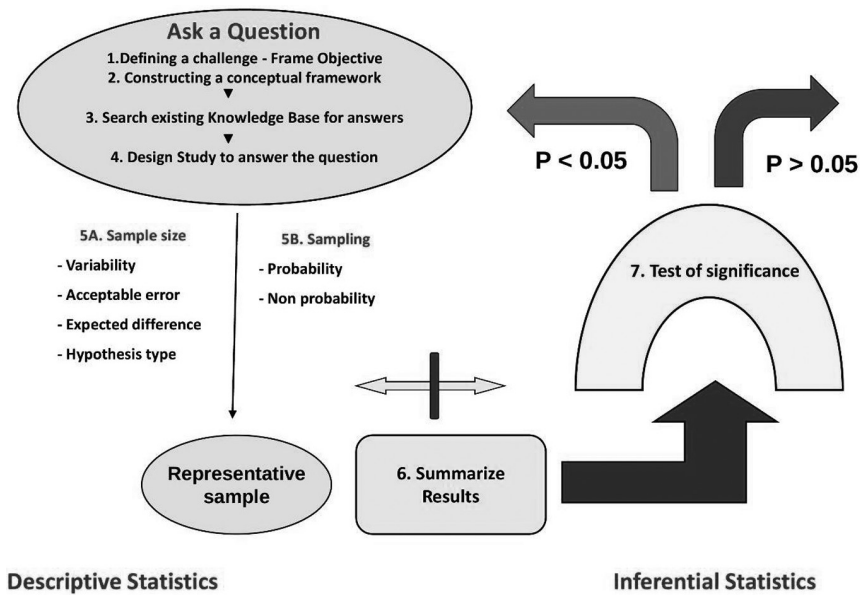 Ask a Question
1.Defining a challenge - Frame Objective
2. Constructing a conceptual framework
3. Search existing Knowledge Base for answers
4. Design Study to answer the question
5A. Sample size
- Variability
- Acceptable error
- Expected difference
- Hypothesis type
5B. Sampling
- Probability
- Non probability
Representative
sample
6. Summarize
Results
P < 0.05
P > 0.05
7. Test of significance
Descriptive Statistics
Inferential Statistics